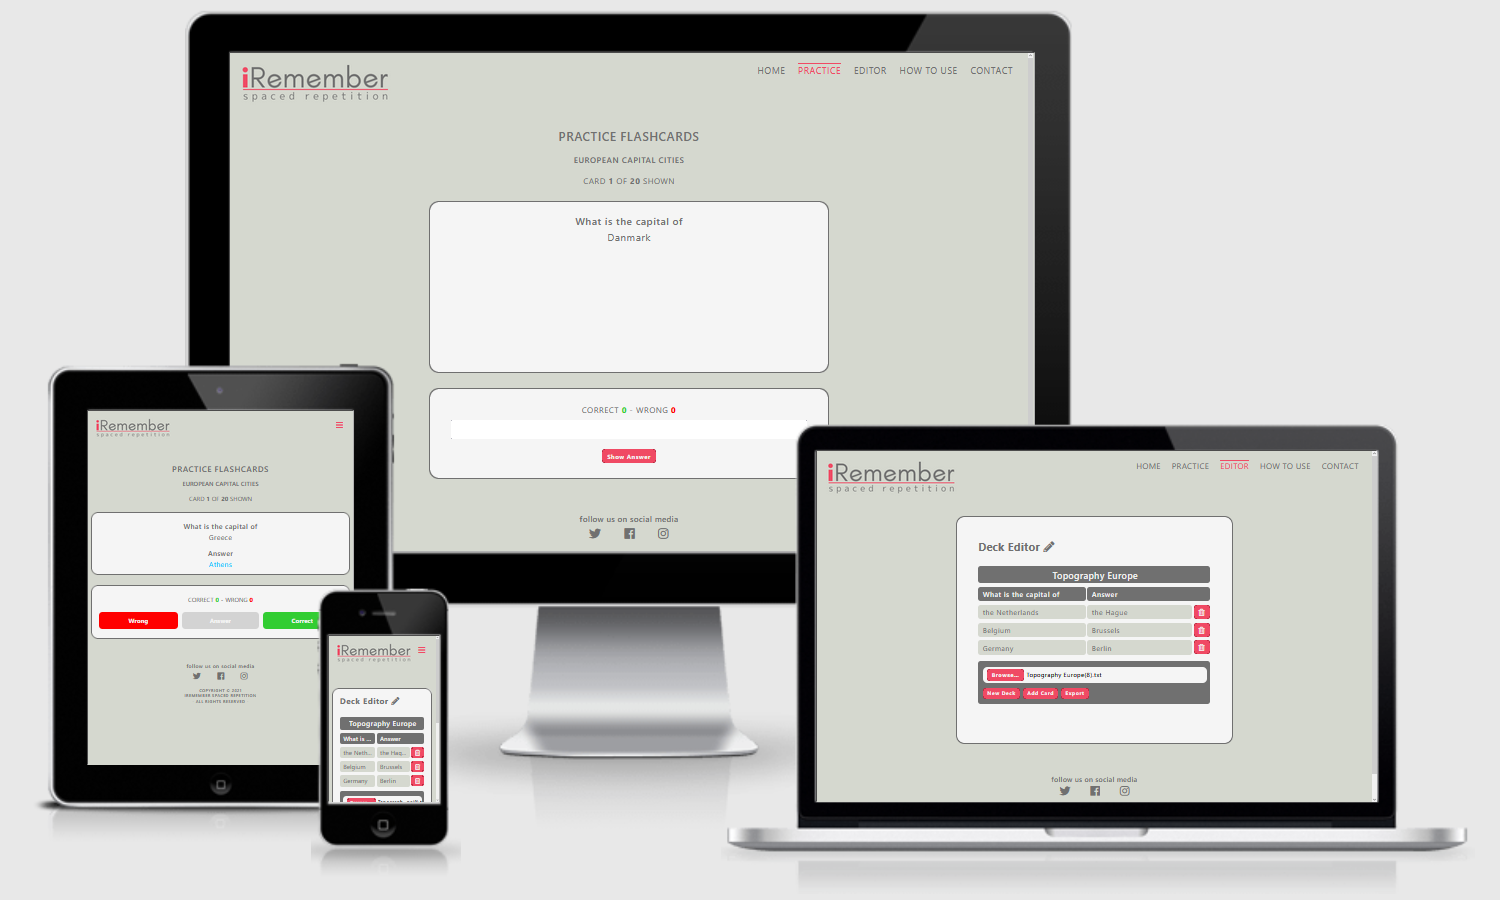 iRemember
spaced repetition
HOME PRACTICE EDITOR HOW TO USE CONTACT
PRACTICE FLASHCARDS
EUROPEAN CAPITAL CITIES
CARD 1 OF 20 SHOWN
What is the capital of
Danmark
CORRECT 0 - WRONG 0
Show Answer
follow us on social media
iRemember
spaced repetition
PRACTICE FLASHCARDS
EUROPEAN CAPITAL CITIES
CARD 1 OF 20 SHOWN
What is the capital of
Greece
Answer
Athens
CORRECT 0 - WRONG 0
Wrong Answer Correct
follow us on social media
COPYRIGHT © 2021
IREMEMBER SPACED REPETITION
- ALL RIGHTS RESERVED
iRemember
spaced repetition
Deck Editor
Topography Europe
What is ... Answer
the Neth... the Hag...
Belgium Brussels
Germany Berlin
iRemember
spaced repetition
HOME PRACTICE EDITOR HOW TO USE CONTACT
Deck Editor
Topography Europe
What is the capital of Answer
the Netherlands the Hague
Belgium Brussels
Germany Berlin
Browse... Topography Europe(8).txt
New Deck Add Card Export
follow us on social media